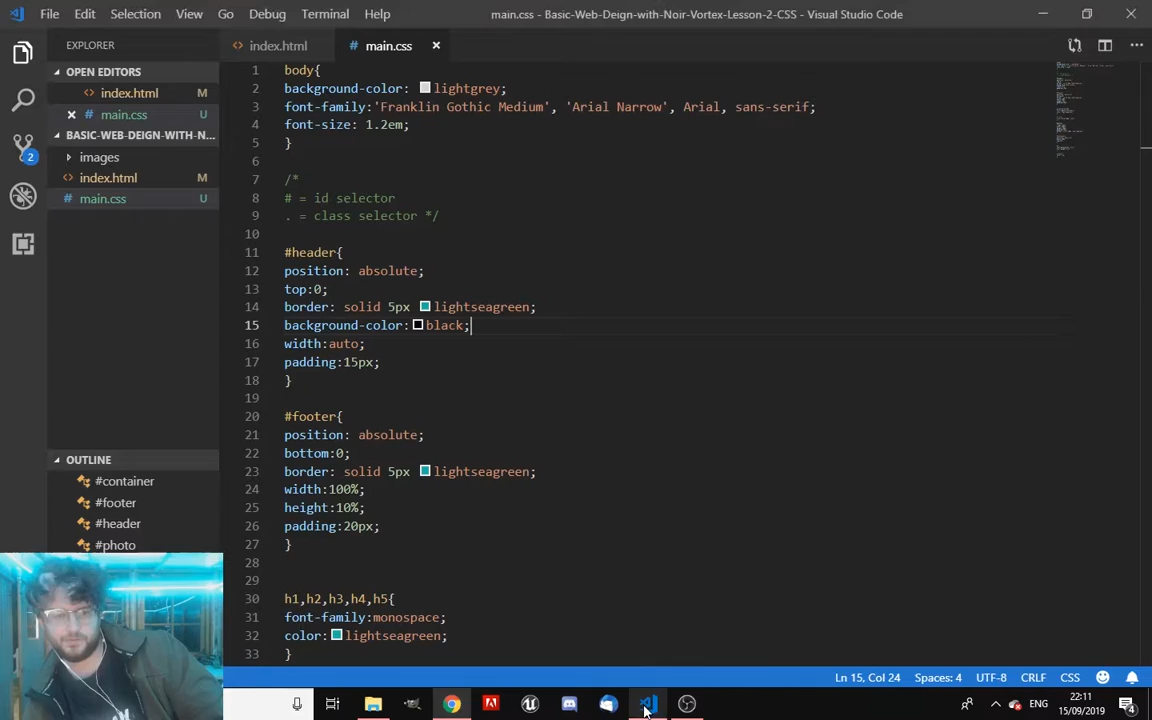 File Edit Selection View Go Debug Terminal Help
main.css - Basic-Web-Deign-with-Noir-Vortex-Lesson-2-CSS - Visual Studio Code
EXPLORER
OPEN EDITORS
index.html M
main.css U
BASIC-WEB-DEIGN-WITH-N...
images
index.html M
main.css U
2
OUTLINE
#container
#footer
#header
#photo
index.html
main.css
1 body{
2 background-color: lightgrey;
3 font-family:'Franklin Gothic Medium', 'Arial Narrow', Arial, sans-serif;
4 font-size: 1.2em;
5 }
6
7 /*
8 # = id selector
9 . = class selector */
10
11 #header{
12 position: absolute;
13 top:0;
14 border: solid 5px lightseagreen;
15 background-color: black;
16 width:auto;
17 padding:15px;
18 }
19
20 #footer{
21 position: absolute;
22 bottom:0;
23 border: solid 5px lightseagreen;
24 width:100%;
25 height:10%;
26 padding:20px;
27 }
28
29
30 h1,h2,h3,h4,h5{
31 font-family:monospace;
32 color: lightseagreen;
33 }
Ln 15, Col 24 Spaces: 4 UTF-8 CRLF CSS
ENG
22:11
15/09/2019
4